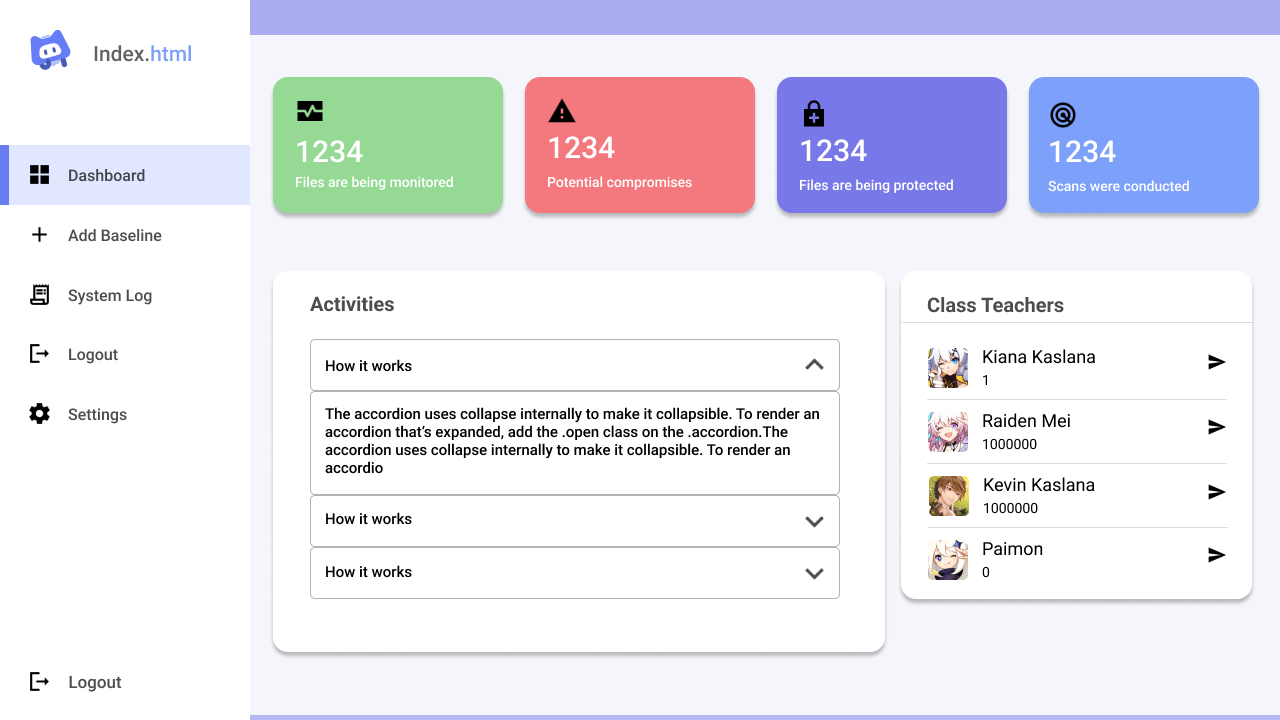 Index.html
Dashboard
Add Baseline
System Log
Logout
Settings
Logout
1234
Files are being monitored
1234
Potential compromises
1234
Files are being protected
1234
Scans were conducted
Activities
How it works
The accordion uses collapse internally to make it collapsible. To render an
accordion that’s expanded, add the .open class on the .accordion.The
accordion uses collapse internally to make it collapsible. To render an
accordio
How it works
How it works
Class Teachers
Kiana Kaslana
1
Raiden Mei
1000000
Kevin Kaslana
1000000
Paimon
0